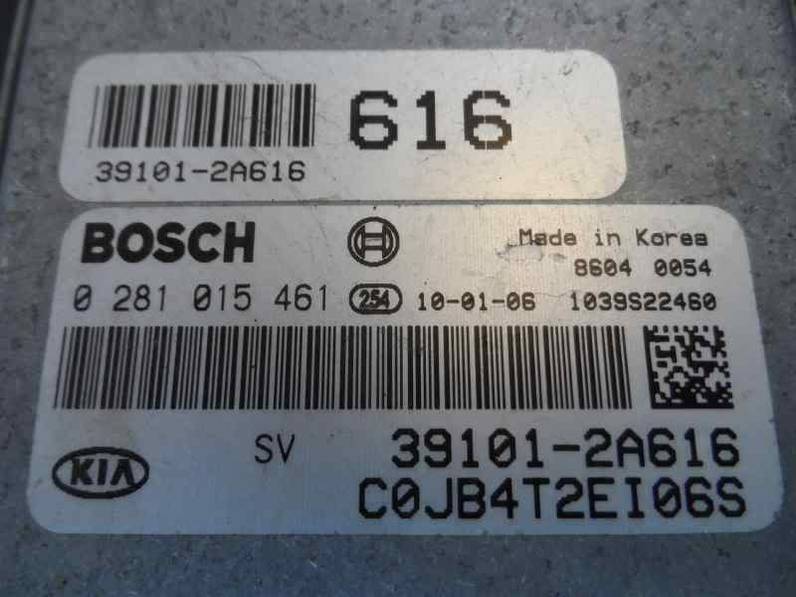 616
39101-2A616
BOSCH
Made in Korea
8604 0054
0 281 015 461 254 10-01-06 1039S22460
KIA SV 39101-2A616
C0JB4T2EI06S